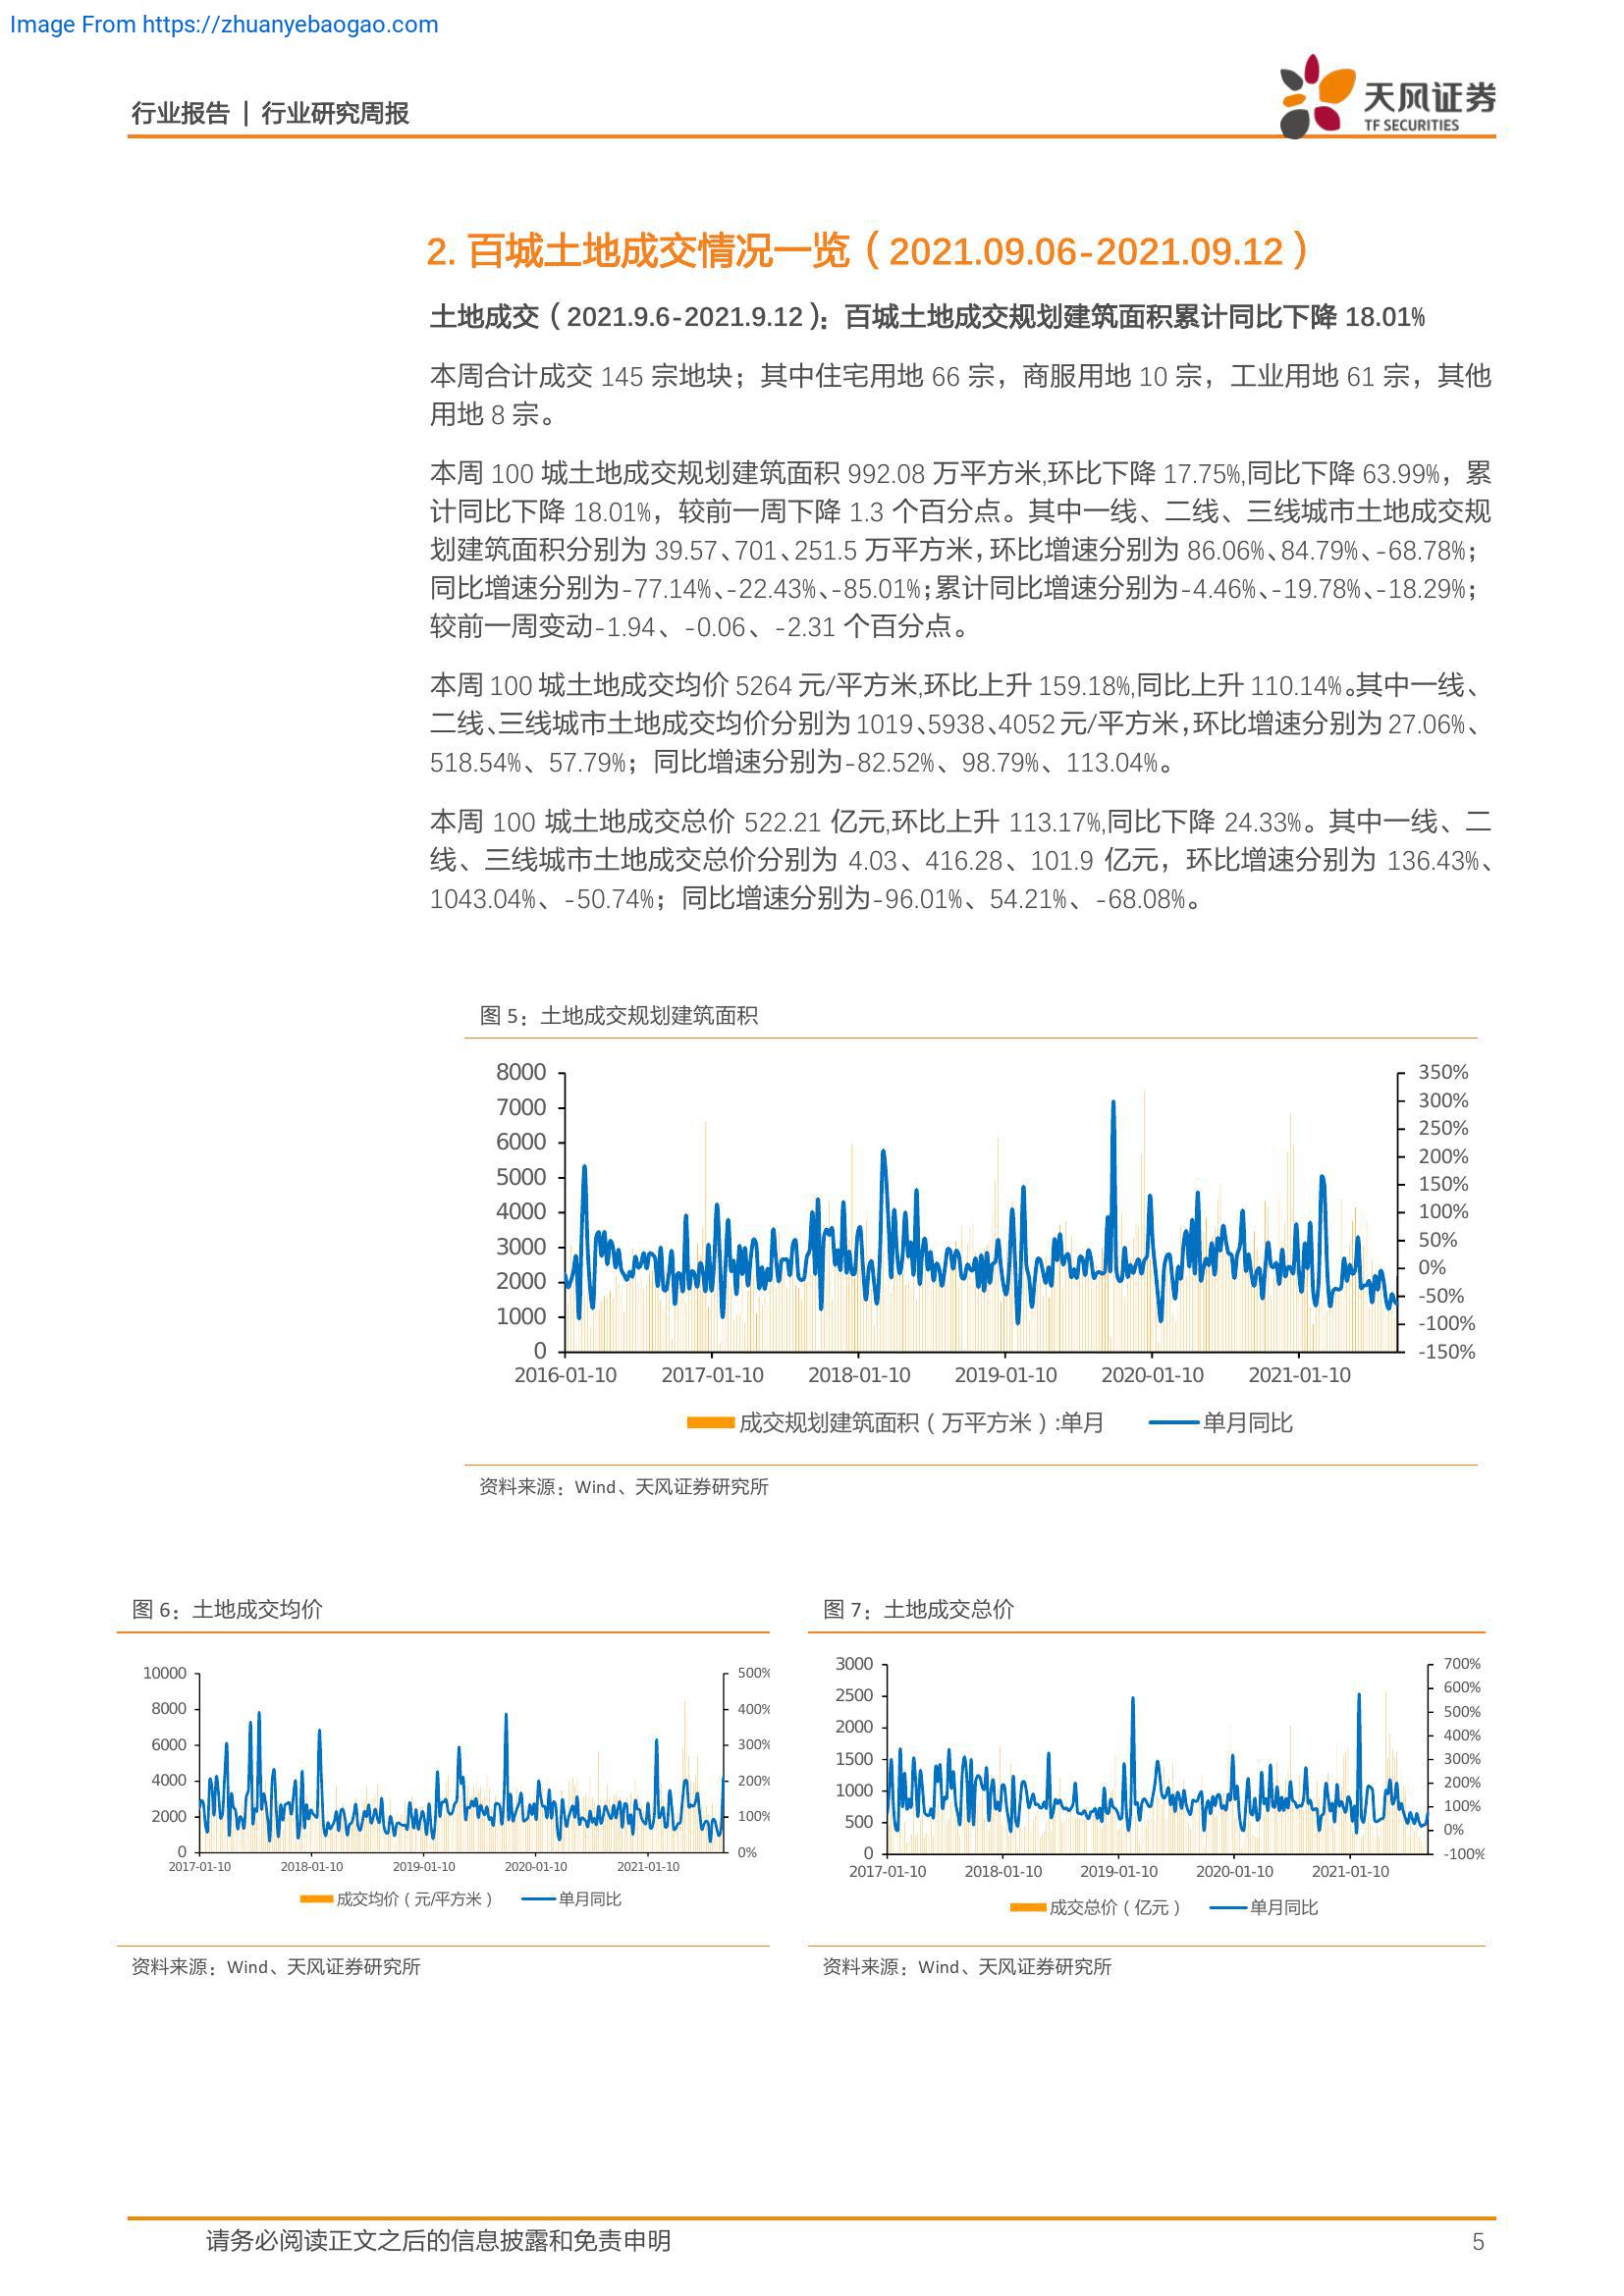 Image From https://zhuanyebaogao.com
行业报告 | 行业研究周报
天风证券
TF SECURITIES
2. 百城土地成交情况一览（2021.09.06-2021.09.12）
土地成交（2021.9.6-2021.9.12）：百城土地成交规划建筑面积累计同比下降 18.01%
本周合计成交 145 宗地块；其中住宅用地 66 宗，商服用地 10 宗，工业用地 61 宗，其他
用地 8 宗。
本周 100 城土地成交规划建筑面积 992.08 万平方米,环比下降 17.75%,同比下降 63.99%，累
计同比下降 18.01%，较前一周下降 1.3 个百分点。其中一线、二线、三线城市土地成交规
划建筑面积分别为 39.57、701、251.5 万平方米，环比增速分别为 86.06%、84.79%、-68.78%；
同比增速分别为-77.14%、-22.43%、-85.01%；累计同比增速分别为-4.46%、-19.78%、-18.29%；
较前一周变动-1.94、-0.06、-2.31 个百分点。
本周 100 城土地成交均价 5264 元/平方米,环比上升 159.18%,同比上升 110.14%。其中一线、
二线、三线城市土地成交均价分别为 1019、5938、4052 元/平方米，环比增速分别为 27.06%、
518.54%、57.79%；同比增速分别为-82.52%、98.79%、113.04%。
本周 100 城土地成交总价 522.21 亿元,环比上升 113.17%,同比下降 24.33%。其中一线、二
线、三线城市土地成交总价分别为 4.03、416.28、101.9 亿元，环比增速分别为 136.43%、
1043.04%、-50.74%；同比增速分别为-96.01%、54.21%、-68.08%。
图 5：土地成交规划建筑面积
8000 350%
7000 300%
6000 250%
5000 200%
4000 150%
3000 100%
2000 50%
1000 0%
0 -50%
-100%
-150%
2016-01-10 2017-01-10 2018-01-10 2019-01-10 2020-01-10 2021-01-10
成交规划建筑面积（万平方米）:单月 单月同比
资料来源：Wind、天风证券研究所
图 6：土地成交均价
10000 500%
8000 400%
6000 300%
4000 200%
2000 100%
0 0%
2017-01-10 2018-01-10 2019-01-10 2020-01-10 2021-01-10
成交均价（元/平方米） 单月同比
资料来源：Wind、天风证券研究所
图 7：土地成交总价
3000 700%
2500 600%
2000 500%
1500 400%
1000 300%
500 200%
0 100%
0%
-100%
2017-01-10 2018-01-10 2019-01-10 2020-01-10 2021-01-10
成交总价（亿元） 单月同比
资料来源：Wind、天风证券研究所
请务必阅读正文之后的信息披露和免责申明 5